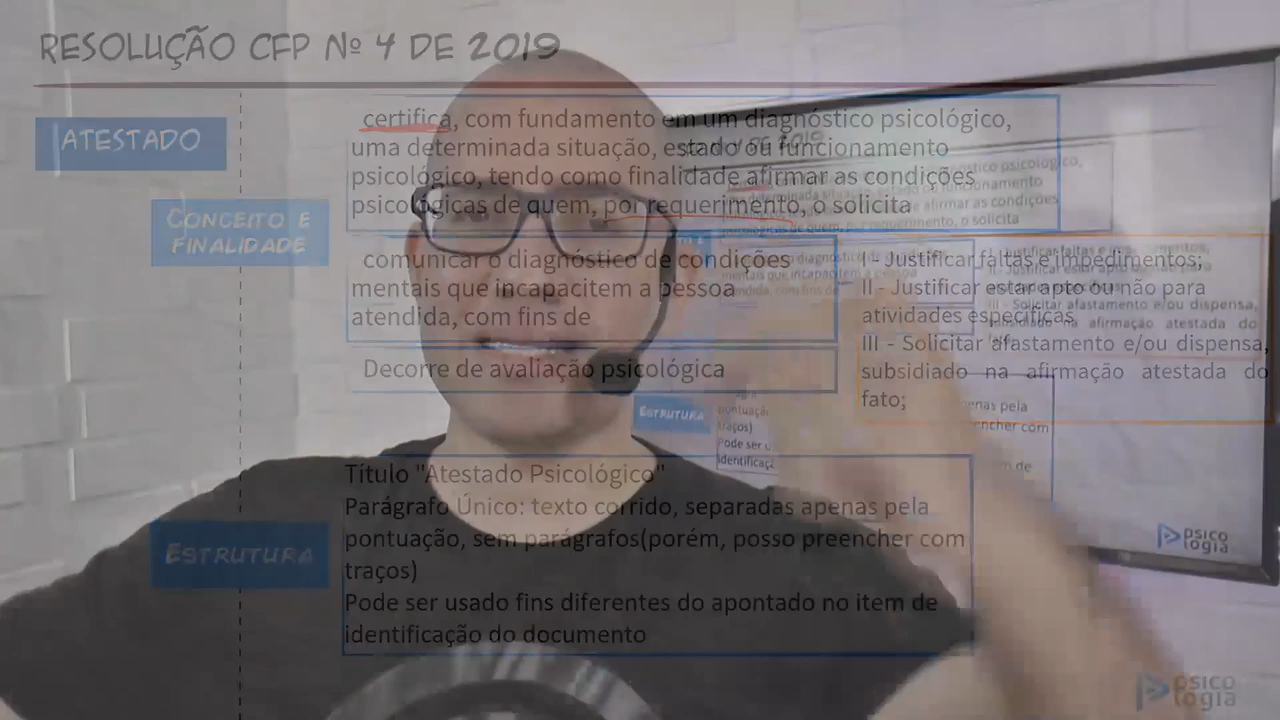 RESOLUÇÃO CFP Nº 4 DE 2019
ATESTADO
certifica, com fundamento em um diagnóstico psicológico,
uma determinada situação, estado ou funcionamento
psicológico, tendo como finalidade afirmar as condições
psicológicas de quem, por requerimento, o solicita
CONCEITO E
FINALIDADE
comunicar o diagnóstico de condições
mentais que incapacitem a pessoa
atendida, com fins de
I - Justificar faltas e impedimentos;
II - Justificar estar apto ou não para
atividades específicas
III - Solicitar afastamento e/ou dispensa,
subsidiado na afirmação atestada do
fato;
Decorre de avaliação psicológica
ESTRUTURA
Título "Atestado Psicológico"
Parágrafo Único: texto corrido, separadas apenas pela
pontuação, sem parágrafos(porém, posso preencher com
traços)
Pode ser usado fins diferentes do apontado no item de
identificação do documento
ESTRUTURA
psico
logia
psico
logia